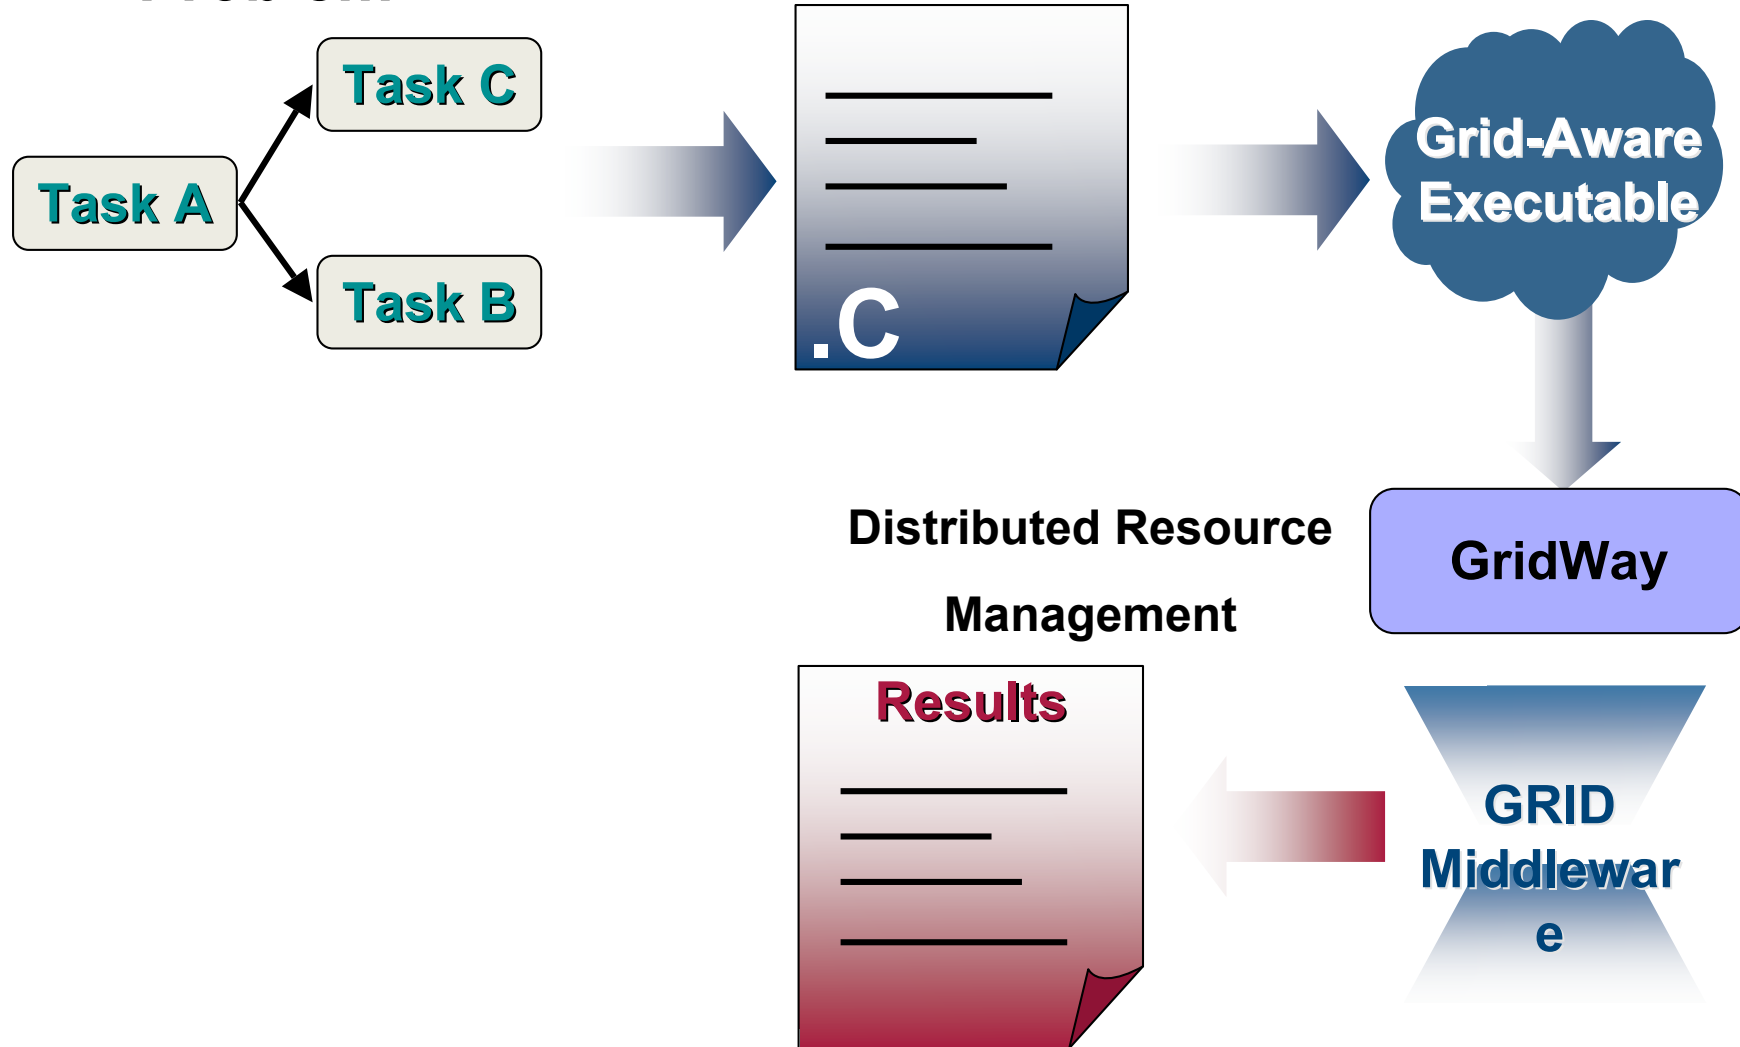 Task C
Task A
Task B
.C
Grid-Aware
Executable
Distributed Resource
Management
GridWay
Results
GRID
Middlewar
e